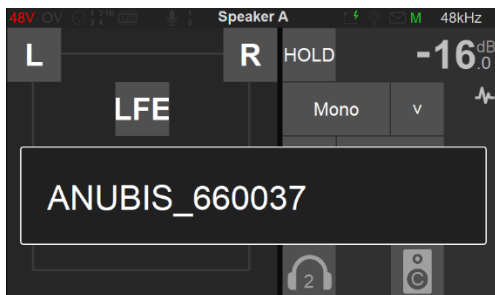 48V OV Speaker A M 48kHz
L R HOLD -16.0 dB
LFE Mono v
ANUBIS_660037
2 C